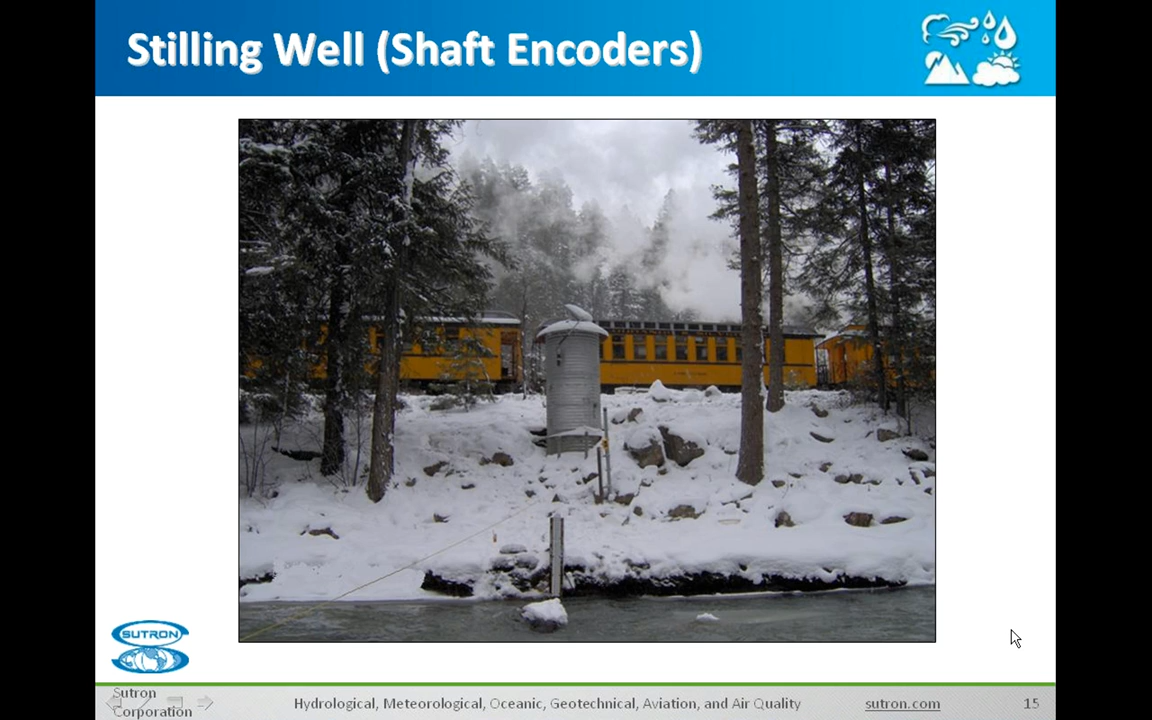 Stilling Well (Shaft Encoders)
SUTRON
Sutron
Corporation
Hydrological, Meteorological, Oceanic, Geotechnical, Aviation, and Air Quality
sutron.com
15